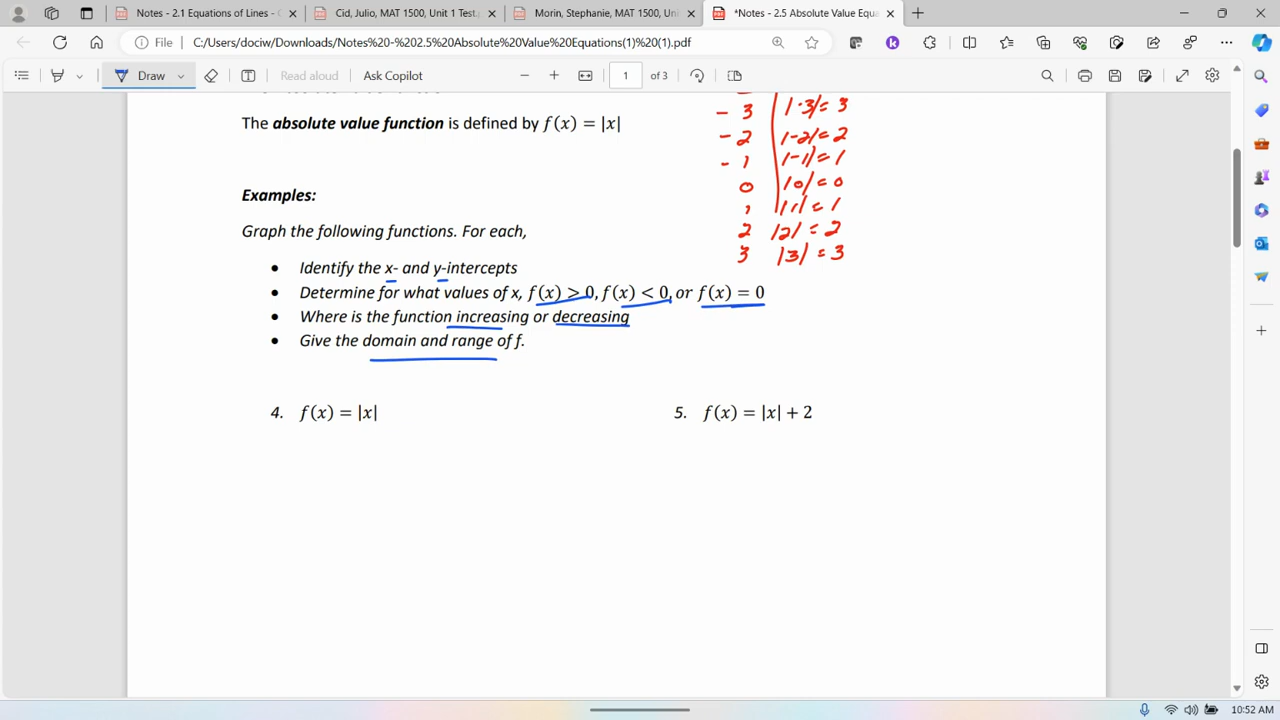 Notes - 2.1 Equations of Lines - C
Cid, Julio, MAT 1500, Unit 1 Test.
Morin, Stephanie, MAT 1500, Uni
*Notes - 2.5 Absolute Value Equa
File C:/Users/dociw/Downloads/Notes%20-%202.5%20Absolute%20Value%20Equations(1)%20(1).pdf
Draw Read aloud Ask Copilot 1 of 3
- 3 |-3| = 3
The absolute value function is defined by f(x) = |x|
- 2 |-2| = 2
- 1 |-1| = 1
0 |0| = 0
Examples:
1 |1| = 1
Graph the following functions. For each,
2 |2| = 2
3 |3| = 3
• Identify the x- and y-intercepts
• Determine for what values of x, f(x) > 0, f(x) < 0, or f(x) = 0
• Where is the function increasing or decreasing
• Give the domain and range of f.
4. f(x) = |x|
5. f(x) = |x| + 2
10:52 AM